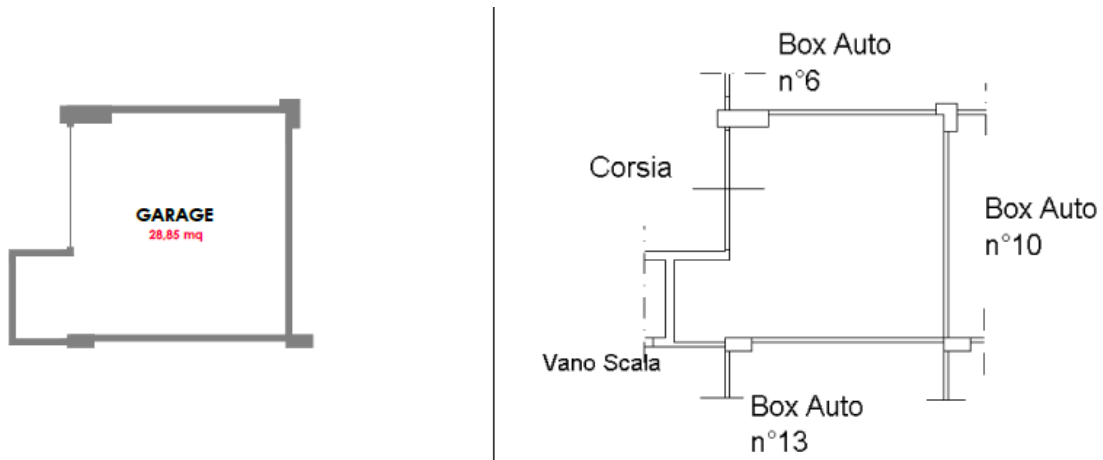 GARAGE
28,85 mq
Box Auto
n°6
Corsia
Box Auto
n°10
Vano Scala
Box Auto
n°13